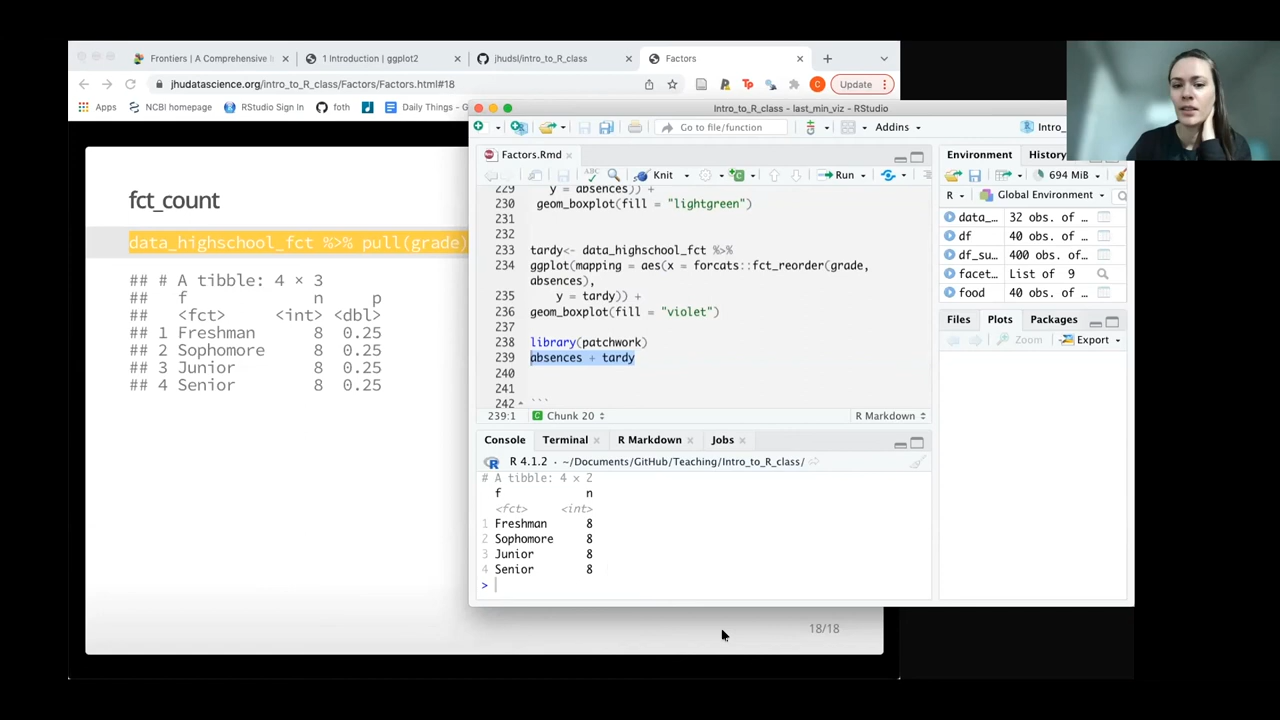 Frontiers | A Comprehensive I
1 Introduction | ggplot2
jhudsl/intro_to_R_class
Factors
jhudatascience.org/intro_to_R_class/Factors/Factors.html#18
Update
Apps
NCBI homepage
RStudio Sign In
foth
Daily Things - G
fct_count
data_highschool_fct %>% pull(grade)
## # A tibble: 4 × 3
## f n p
## <fct> <int> <dbl>
## 1 Freshman 8 0.25
## 2 Sophomore 8 0.25
## 3 Junior 8 0.25
## 4 Senior 8 0.25
18/18
Intro_to_R_class - last_min_viz - RStudio
Go to file/function
Addins
Intro_
Factors.Rmd
Knit
Run
229 y = absences)) +
230 geom_boxplot(fill = "lightgreen")
231
232
233 tardy<- data_highschool_fct %>%
234 ggplot(mapping = aes(x = forcats::fct_reorder(grade,
absences),
235 y = tardy)) +
236 geom_boxplot(fill = "violet")
237
238 library(patchwork)
239 absences + tardy
240
241
242 ```
239:1
Chunk 20
R Markdown
Console
Terminal
R Markdown
Jobs
R 4.1.2 · ~/Documents/GitHub/Teaching/Intro_to_R_class/
# A tibble: 4 × 2
f n
<fct> <int>
1 Freshman 8
2 Sophomore 8
3 Junior 8
4 Senior 8
>
Environment
History
694 MiB
R
Global Environment
data_… 32 obs. of …
df 40 obs. of …
df_su… 400 obs. of…
facet… List of 9
food 40 obs. of …
Files
Plots
Packages
Zoom
Export